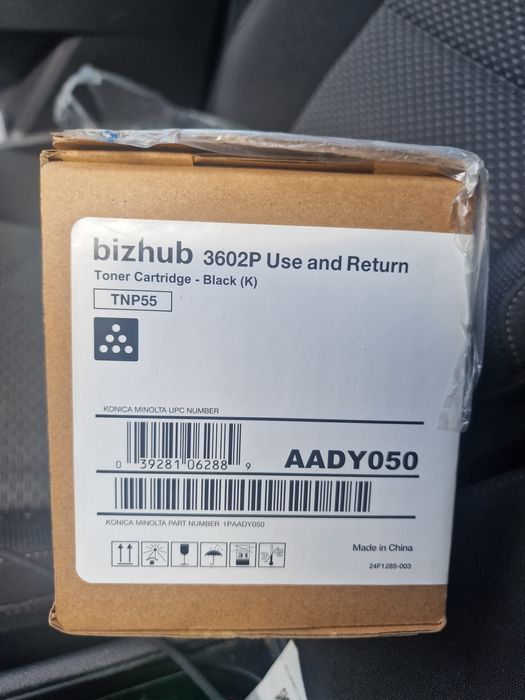 bizhub 3602P Use and Return
Toner Cartridge - Black (K)
TNP55
KONICA MINOLTA UPC NUMBER
0 39281 06288 9
AADY050
KONICA MINOLTA PART NUMBER 1PAADY050
31
Made in China
24F1285-003